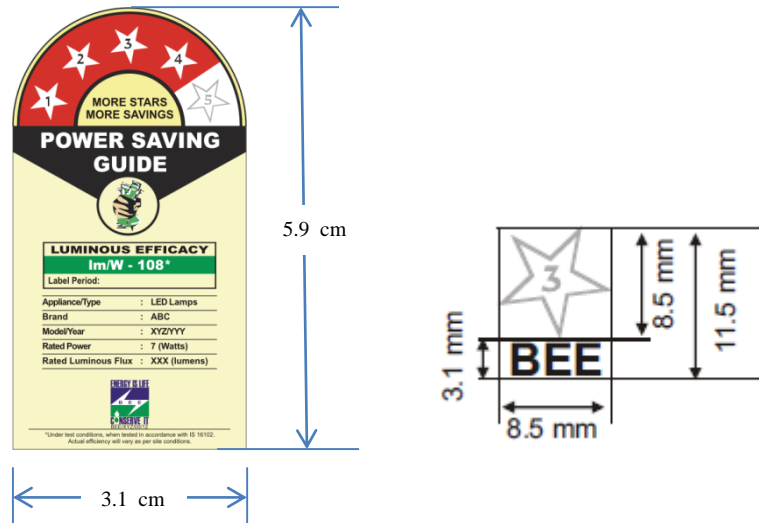 1
2
3
4
5
MORE STARS
MORE SAVINGS
POWER SAVING
GUIDE
LUMINOUS EFFICACY
lm/W - 108*
Label Period:
Appliance/Type : LED Lamps
Brand : ABC
Model/Year : XYZ/YYY
Rated Power : 7 (Watts)
Rated Luminous Flux : XXX (lumens)
ENERGY IS LIFE
BEE
CONSERVE IT
*Under test conditions, when tested in accordance with IS 16102.
Actual efficiency will vary as per site conditions.
5.9 cm
3.1 cm
3
BEE
8.5 mm
11.5 mm
3.1 mm
8.5 mm